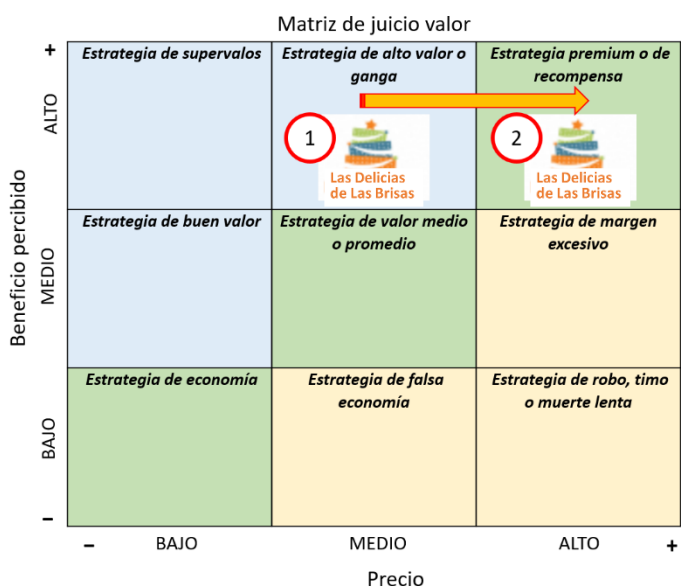 Matriz de juicio valor
+
Estrategia de supervalos
Estrategia de alto valor o
ganga
Estrategia premium o de
recompensa
ALTO
1
Las Delicias
de Las Brisas
2
Las Delicias
de Las Brisas
Beneficio percibido
MEDIO
Estrategia de buen valor
Estrategia de valor medio
o promedio
Estrategia de margen
excesivo
BAJO
Estrategia de economía
Estrategia de falsa
economía
Estrategia de robo, timo
o muerte lenta
–
– BAJO MEDIO ALTO +
Precio